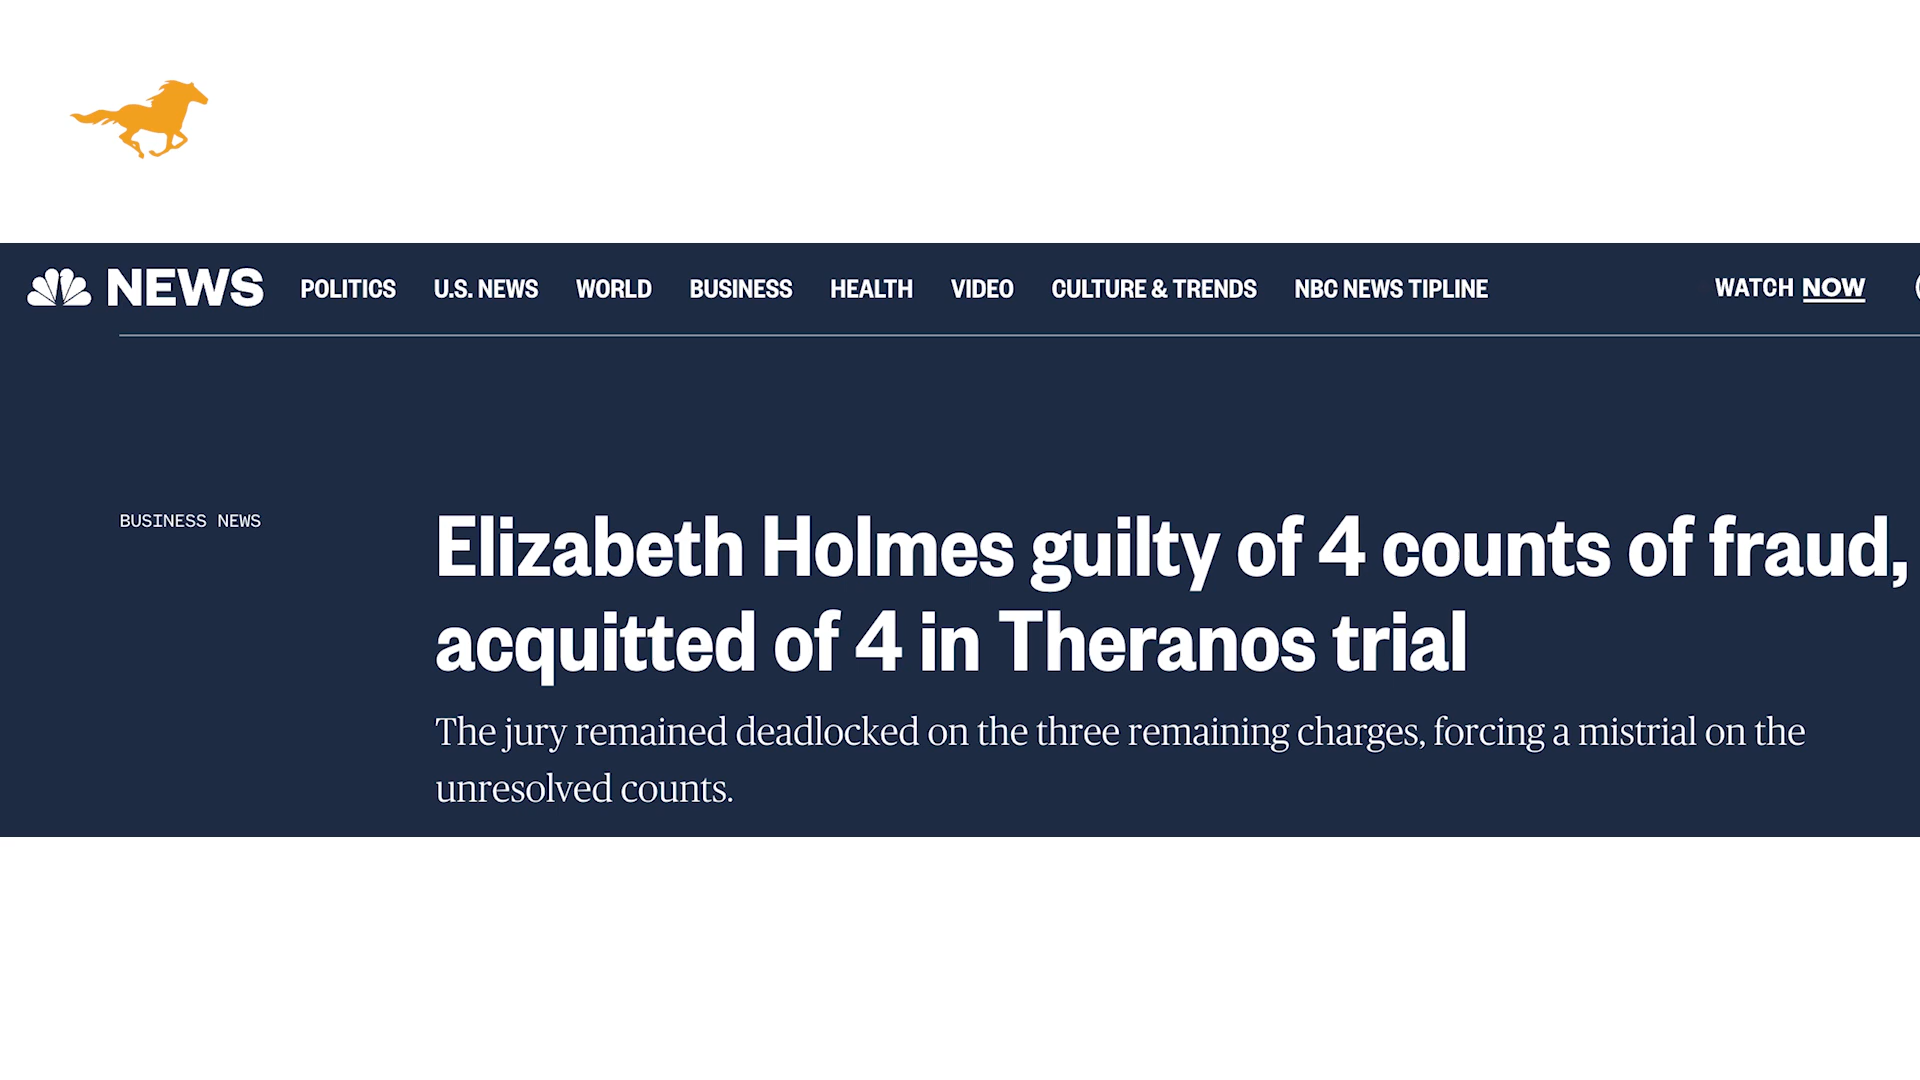 NEWS POLITICS U.S. NEWS WORLD BUSINESS HEALTH VIDEO CULTURE & TRENDS NBC NEWS TIPLINE WATCH NOW
BUSINESS NEWS
Elizabeth Holmes guilty of 4 counts of fraud,
acquitted of 4 in Theranos trial
The jury remained deadlocked on the three remaining charges, forcing a mistrial on the
unresolved counts.